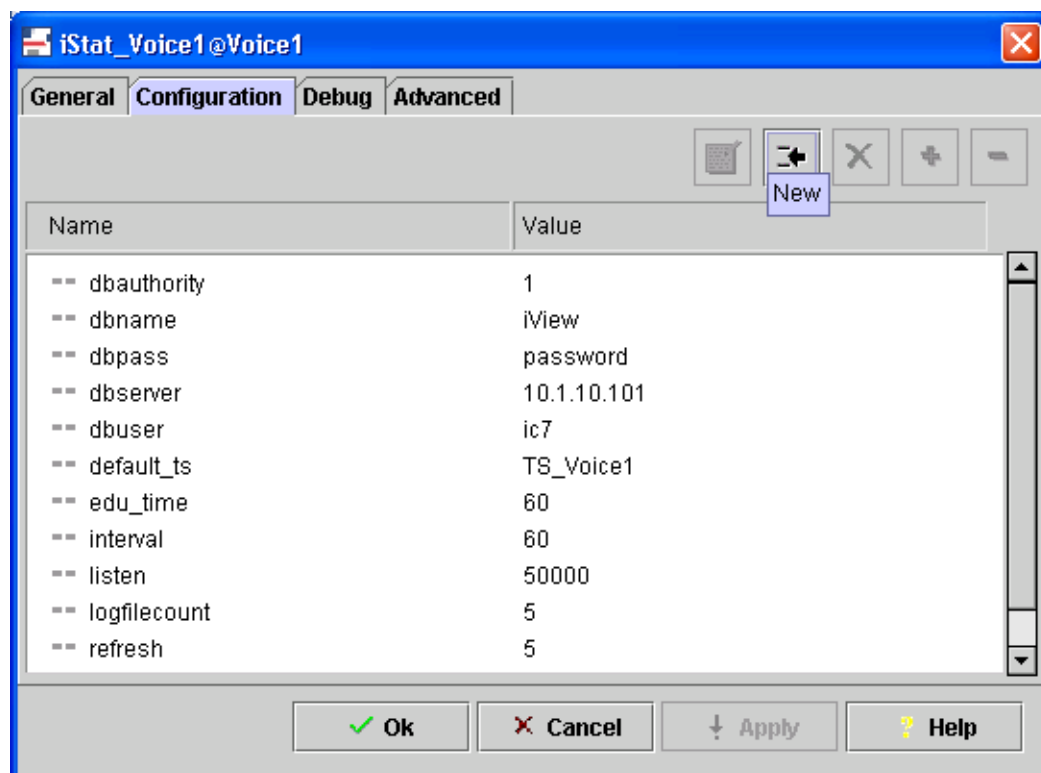 iStat_Voice1@Voice1
General Configuration Debug Advanced
New
Name Value
dbauthority 1
dbname iView
dbpass password
dbserver 10.1.10.101
dbuser ic7
default_ts TS_Voice1
edu_time 60
interval 60
listen 50000
logfilecount 5
refresh 5
Ok Cancel Apply Help